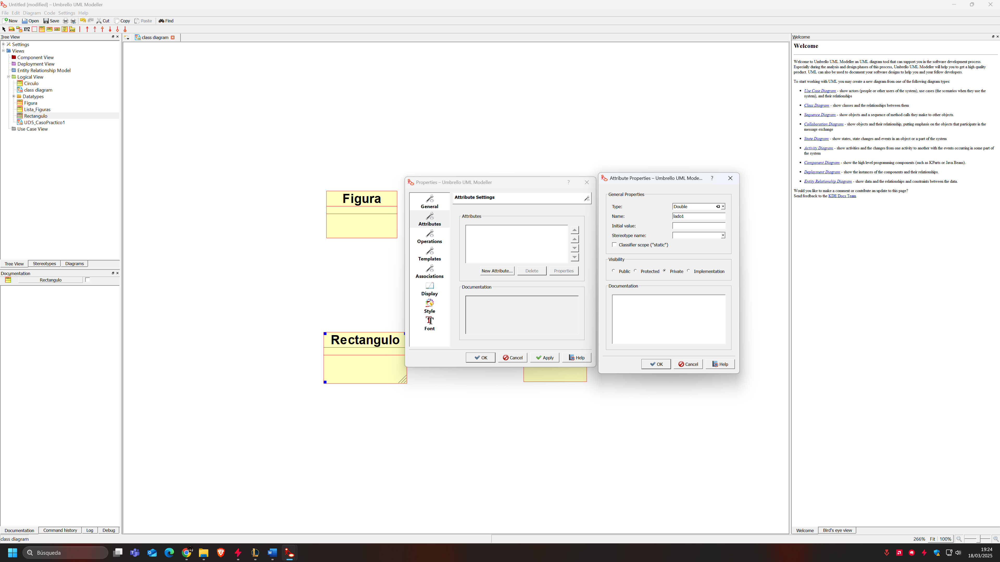 Untitled [modified] – Umbrello UML Modeller
File Edit Diagram Code Settings Help
New Open Save Cut Copy Paste Find
XYZ
Tree View
class diagram
Welcome
Settings
Views
Component View
Deployment View
Entity Relationship Model
Logical View
Circulo
class diagram
Datatypes
Figura
Lista_Figuras
Rectangulo
UD5_CasoPractico1
Use Case View
Tree View Stereotypes Diagrams
Documentation
Rectangulo
Documentation Command history Log Debug
class diagram
Figura
Rectangulo
Properties – Umbrello UML Modeller
General
Attributes
Operations
Templates
Associations
Display
Style
Font
Attribute Settings
Attributes
New Attribute... Delete Properties
Documentation
OK Cancel Apply Help
Attribute Properties – Umbrello UML Mode...
General Properties
Type: Double
Name: lado1
Initial value:
Stereotype name:
Classifier scope ("static")
Visibility
Public Protected Private Implementation
Documentation
OK Cancel Help
Welcome
Welcome to Umbrello UML Modeller an UML diagram tool that can support you in the software development process.
Especially during the analysis and design phases of this process, Umbrello UML Modeller will help you to get a high quality
product. UML can also be used to document your software designs to help you and your fellow developers.
To start working with UML you may create a new diagram from one of the following diagram types:
• Use Case Diagram - show actors (people or other users of the system), use cases (the scenarios when they use the
system), and their relationships
• Class Diagram - show classes and the relationships between them
• Sequence Diagram - show objects and a sequence of method calls they make to other objects.
• Collaboration Diagram - show objects and their relationship, putting emphasis on the objects that participate in the
message exchange
• State Diagram - show states, state changes and events in an object or a part of the system
• Activity Diagram - show activities and the changes from one activity to another with the events occurring in some part of
the system
• Component Diagram - show the high level programming components (such as KParts or Java Beans).
• Deployment Diagram - show the instances of the components and their relationships.
• Entity Relationship Diagram - show data and the relationships and constraints between the data.
Would you like to make a comment or contribute an update to this page?
Send feedback to the KDE Docs Team
Welcome Bird's eye view
266% Fit 100%
Búsqueda
19:24
18/03/2025